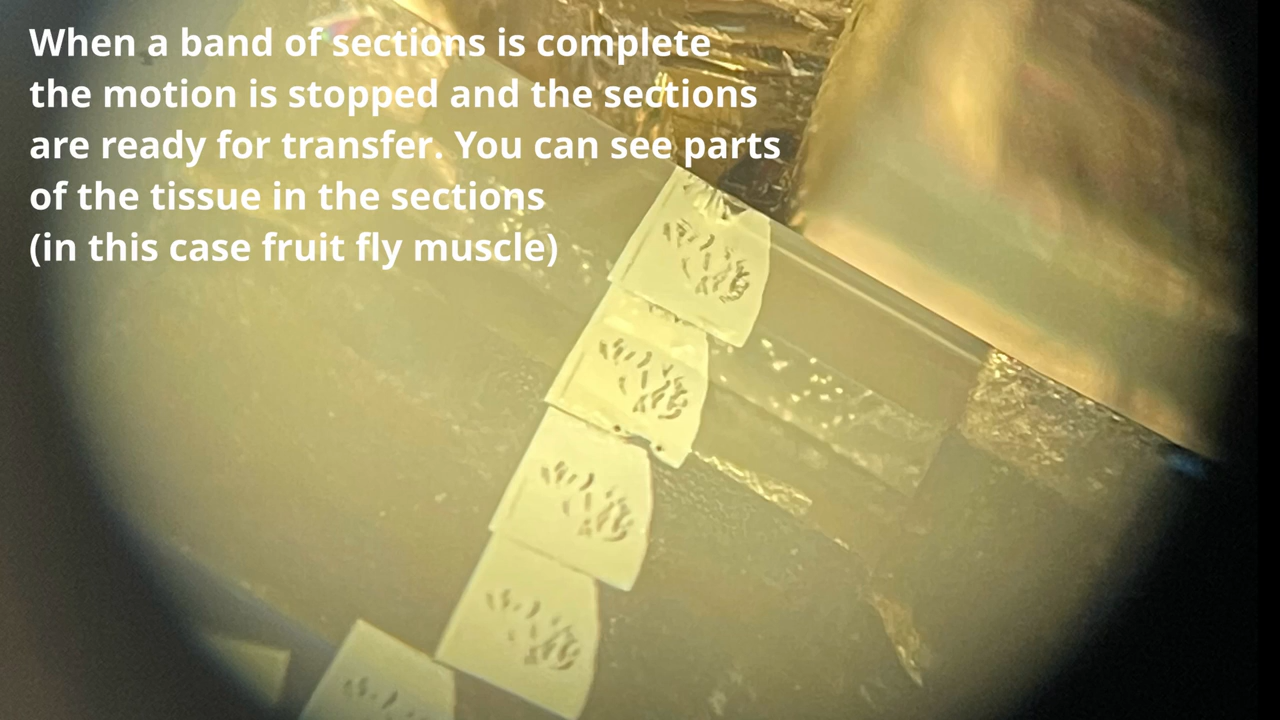 When a band of sections is complete
the motion is stopped and the sections
are ready for transfer. You can see parts
of the tissue in the sections
(in this case fruit fly muscle)